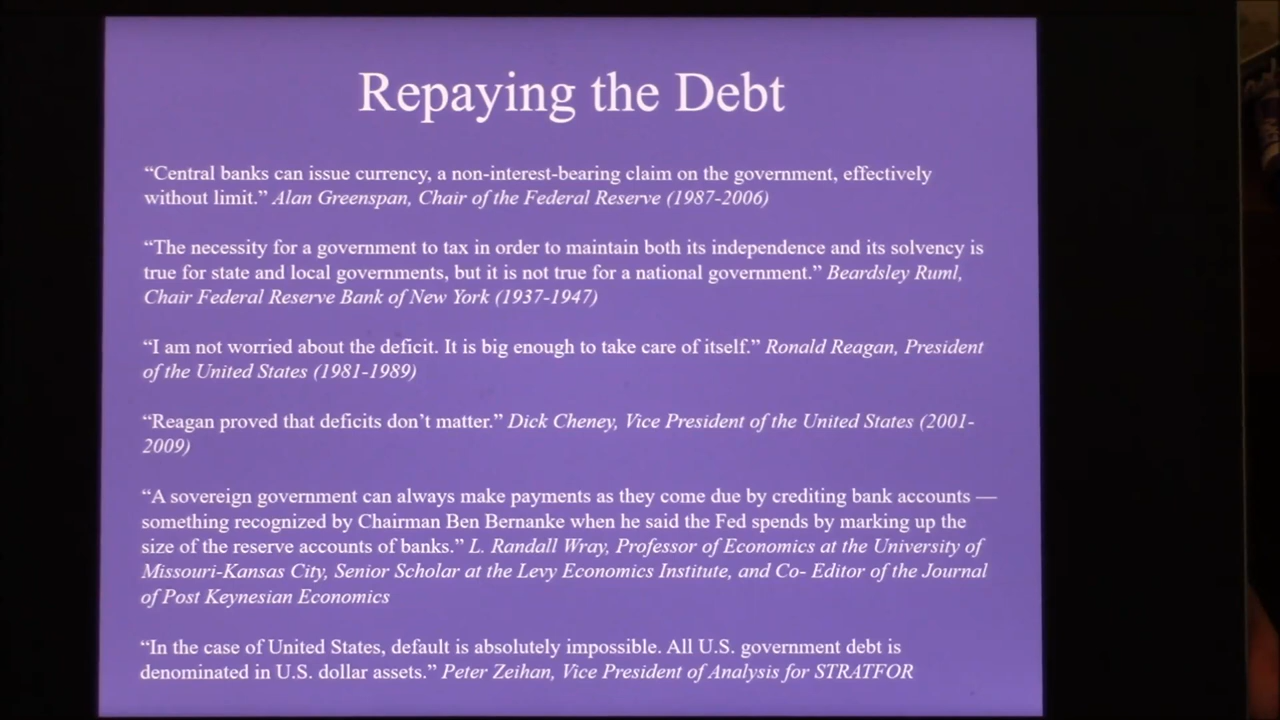 Repaying the Debt
“Central banks can issue currency, a non-interest-bearing claim on the government, effectively
without limit.” Alan Greenspan, Chair of the Federal Reserve (1987-2006)
“The necessity for a government to tax in order to maintain both its independence and its solvency is
true for state and local governments, but it is not true for a national government.” Beardsley Ruml,
Chair Federal Reserve Bank of New York (1937-1947)
“I am not worried about the deficit. It is big enough to take care of itself.” Ronald Reagan, President
of the United States (1981-1989)
“Reagan proved that deficits don’t matter.” Dick Cheney, Vice President of the United States (2001-
2009)
“A sovereign government can always make payments as they come due by crediting bank accounts —
something recognized by Chairman Ben Bernanke when he said the Fed spends by marking up the
size of the reserve accounts of banks.” L. Randall Wray, Professor of Economics at the University of
Missouri-Kansas City, Senior Scholar at the Levy Economics Institute, and Co- Editor of the Journal
of Post Keynesian Economics
“In the case of United States, default is absolutely impossible. All U.S. government debt is
denominated in U.S. dollar assets.” Peter Zeihan, Vice President of Analysis for STRATFOR